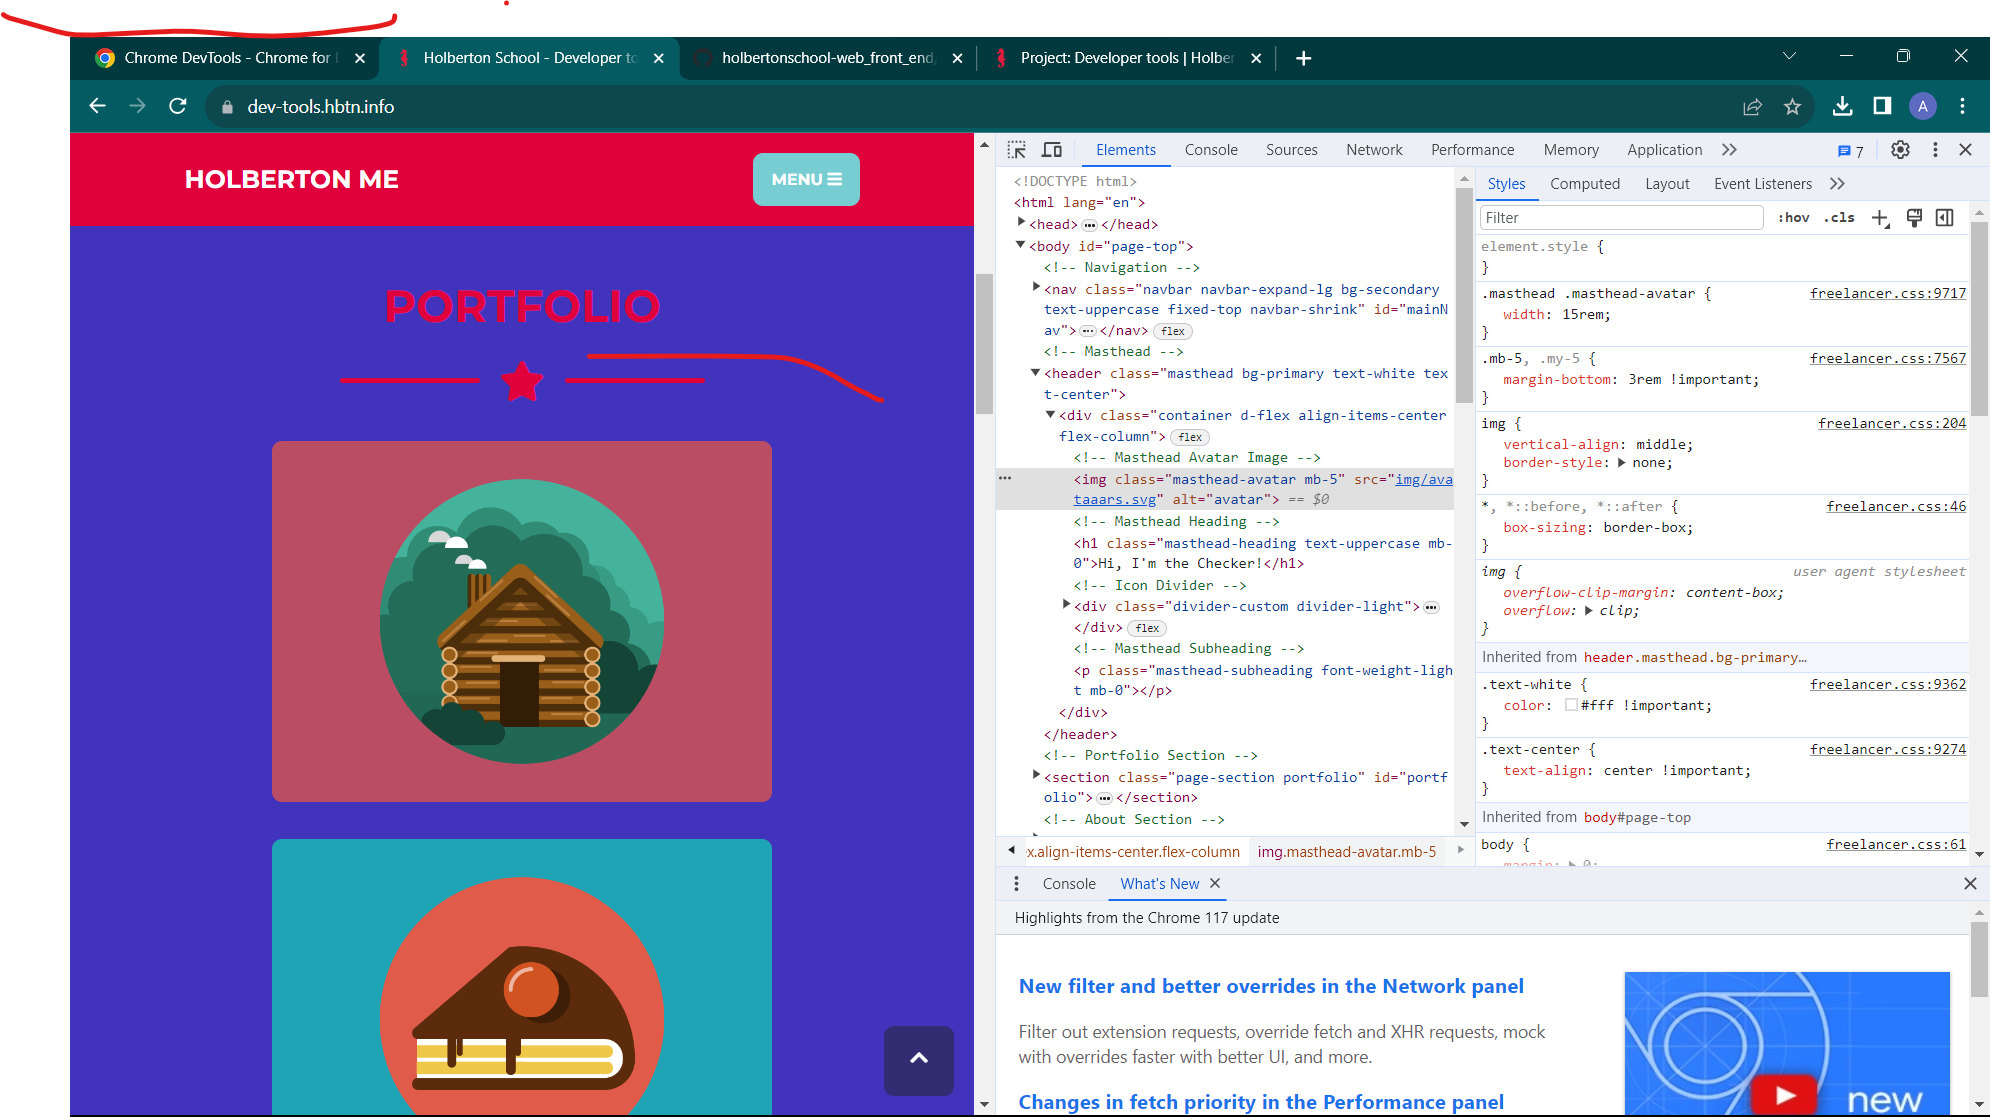 Chrome DevTools - Chrome for
Holberton School - Developer to
holbertonschool-web_front_end,
Project: Developer tools | Holber
dev-tools.hbtn.info
A
HOLBERTON ME
MENU
PORTFOLIO
Elements Console Sources Network Performance Memory Application
7
<!DOCTYPE html>
<html lang="en">
<head> ••• </head>
<body id="page-top">
<!-- Navigation -->
<nav class="navbar navbar-expand-lg bg-secondary
text-uppercase fixed-top navbar-shrink" id="mainN
av"> ••• </nav> flex
<!-- Masthead -->
<header class="masthead bg-primary text-white tex
t-center">
<div class="container d-flex align-items-center
flex-column"> flex
<!-- Masthead Avatar Image -->
<img class="masthead-avatar mb-5" src="img/ava
taaars.svg" alt="avatar"> == $0
<!-- Masthead Heading -->
<h1 class="masthead-heading text-uppercase mb-
0">Hi, I'm the Checker!</h1>
<!-- Icon Divider -->
<div class="divider-custom divider-light"> •••
</div> flex
<!-- Masthead Subheading -->
<p class="masthead-subheading font-weight-ligh
t mb-0"></p>
</div>
</header>
<!-- Portfolio Section -->
<section class="page-section portfolio" id="portf
olio"> ••• </section>
<!-- About Section -->
x.align-items-center.flex-column img.masthead-avatar.mb-5
Styles Computed Layout Event Listeners
Filter :hov .cls
element.style {
}
.masthead .masthead-avatar { freelancer.css:9717
width: 15rem;
}
.mb-5, .my-5 { freelancer.css:7567
margin-bottom: 3rem !important;
}
img { freelancer.css:204
vertical-align: middle;
border-style: none;
}
*, *::before, *::after { freelancer.css:46
box-sizing: border-box;
}
img { user agent stylesheet
overflow-clip-margin: content-box;
overflow: clip;
}
Inherited from header.masthead.bg-primary…
.text-white { freelancer.css:9362
color: #fff !important;
}
.text-center { freelancer.css:9274
text-align: center !important;
}
Inherited from body#page-top
body { freelancer.css:61
margin: 0;
Console What's New
Highlights from the Chrome 117 update
New filter and better overrides in the Network panel
Filter out extension requests, override fetch and XHR requests, mock
with overrides faster with better UI, and more.
Changes in fetch priority in the Performance panel
new